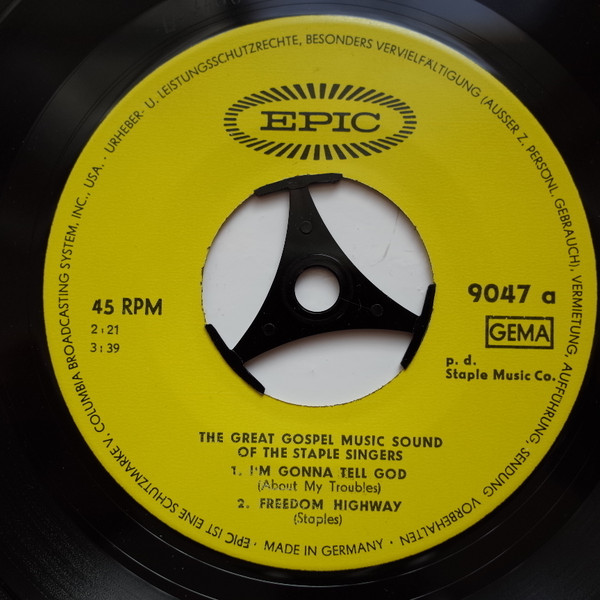 EPIC
45 RPM
2:21
3:39
9047 a
GEMA
p. d.
Staple Music Co.
THE GREAT GOSPEL MUSIC SOUND
OF THE STAPLE SINGERS
1. I'M GONNA TELL GOD
(About My Troubles)
2. FREEDOM HIGHWAY
(Staples)
EPIC IST EINE SCHUTZMARKE V. COLUMBIA BROADCASTING SYSTEM, INC., USA. · URHEBER- U. LEISTUNGSSCHUTZRECHTE, BESONDERS VERVIELFÄLTIGUNG (AUSSER Z. PERSÖNL. GEBRAUCH), VERMIETUNG, AUFFÜHRUNG, SENDUNG VORBEHALTEN · MADE IN GERMANY ·